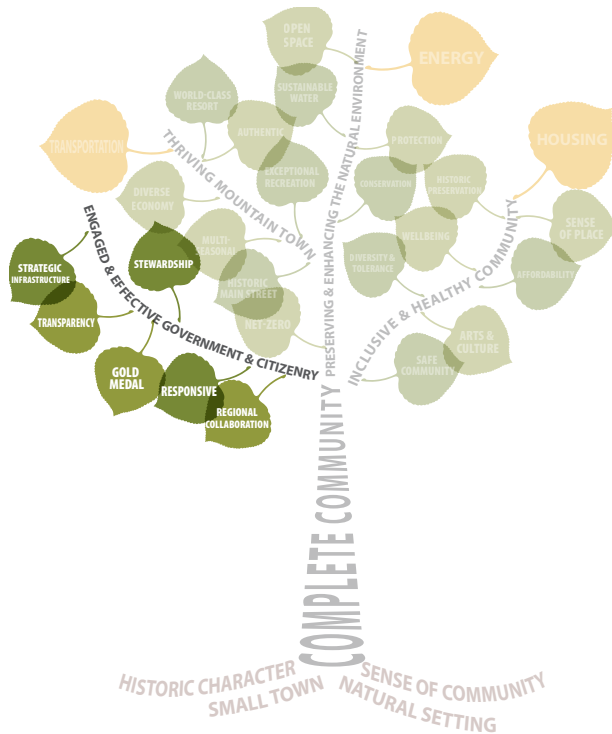 OPEN
SPACE
ENERGY
SUSTAINABLE
WATER
WORLD-CLASS
RESORT
AUTHENTIC
PROTECTION
HOUSING
TRANSPORTATION
EXCEPTIONAL
RECREATION
CONSERVATION
HISTORIC
PRESERVATION
DIVERSE
ECONOMY
THRIVING MOUNTAIN TOWN
PRESERVING & ENHANCING THE NATURAL ENVIRONMENT
SENSE
OF PLACE
WELLBEING
MULTI-
SEASONAL
DIVERSITY &
TOLERANCE
AFFORDABILITY
INCLUSIVE & HEALTHY COMMUNITY
STEWARDSHIP
STRATEGIC
INFRASTRUCTURE
HISTORIC
MAIN STREET
TRANSPARENCY
NET-ZERO
ENGAGED & EFFECTIVE GOVERNMENT & CITIZENRY
ARTS &
CULTURE
SAFE
COMMUNITY
GOLD
MEDAL
RESPONSIVE
REGIONAL
COLLABORATION
COMPLETE COMMUNITY
HISTORIC CHARACTER
SENSE OF COMMUNITY
SMALL TOWN
NATURAL SETTING